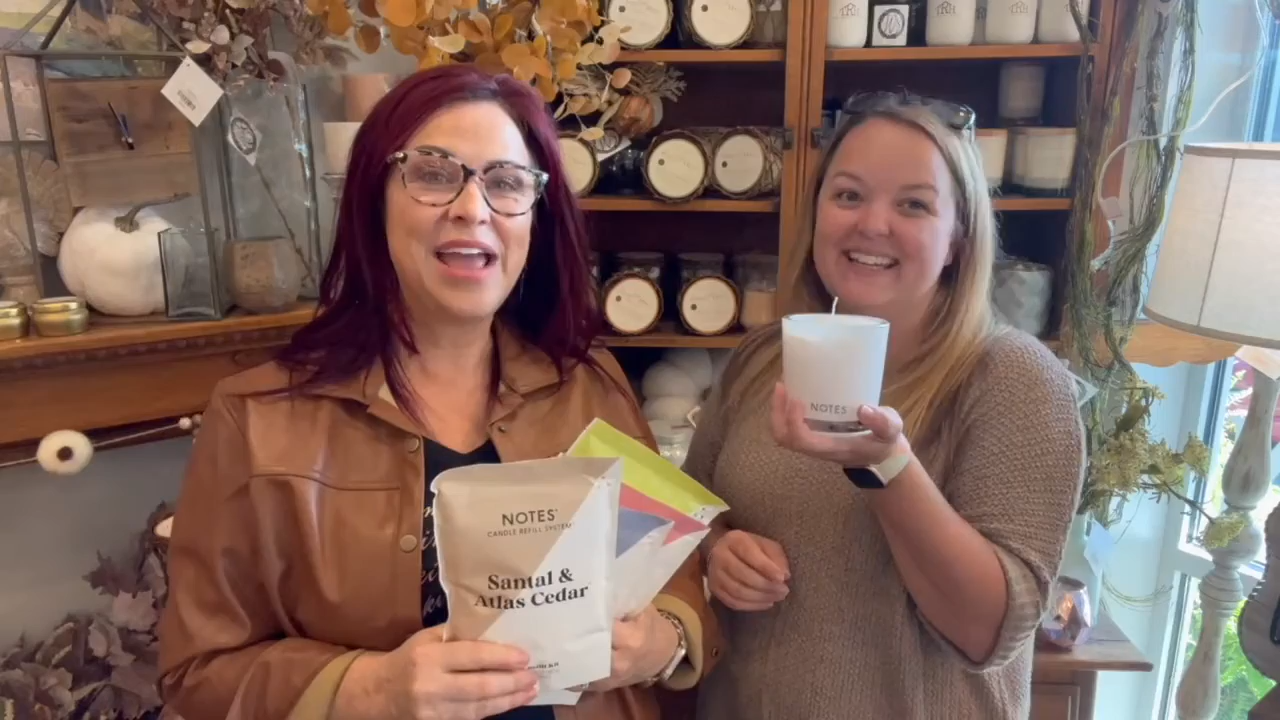 NOTES®
CANDLE REFILL SYSTEM
Santal &
Atlas Cedar
NOTES